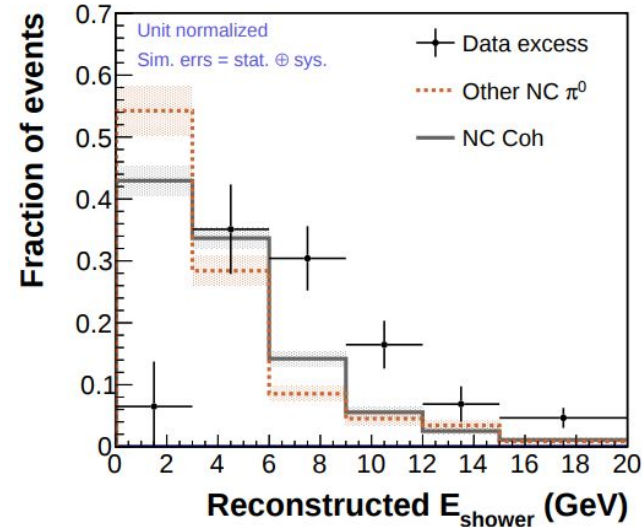 Unit normalized
Sim. errs = stat. ⊕ sys.
Data excess
Other NC π⁰
NC Coh
Fraction of events
0.7
0.6
0.5
0.4
0.3
0.2
0.1
0
0 2 4 6 8 10 12 14 16 18 20
Reconstructed E_shower (GeV)